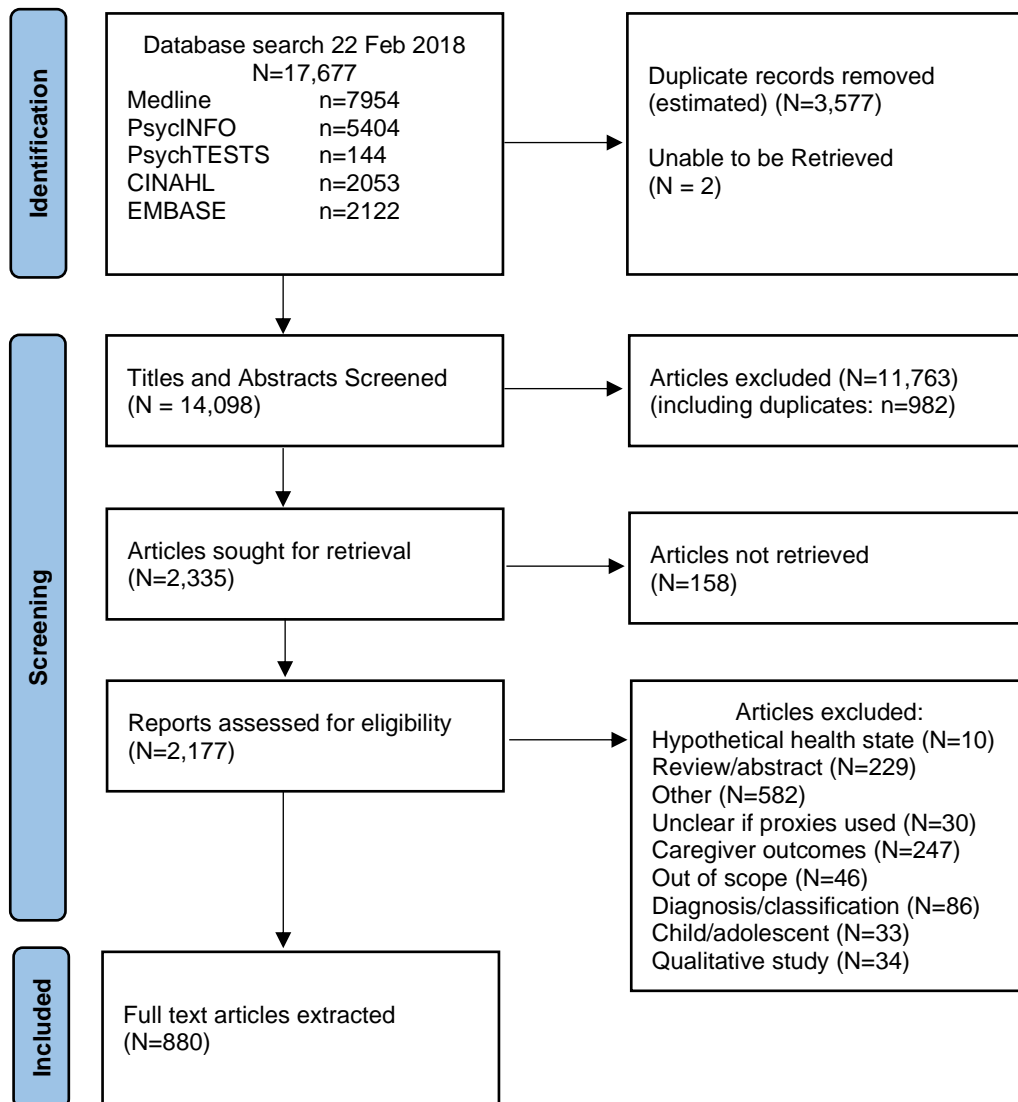 Identification
Database search 22 Feb 2018
N=17,677
Medline n=7954
PsycINFO n=5404
PsychTESTS n=144
CINAHL n=2053
EMBASE n=2122
Duplicate records removed
(estimated) (N=3,577)
Unable to be Retrieved
(N = 2)
Screening
Titles and Abstracts Screened
(N = 14,098)
Articles excluded (N=11,763)
(including duplicates: n=982)
Articles sought for retrieval
(N=2,335)
Articles not retrieved
(N=158)
Reports assessed for eligibility
(N=2,177)
Articles excluded:
Hypothetical health state (N=10)
Review/abstract (N=229)
Other (N=582)
Unclear if proxies used (N=30)
Caregiver outcomes (N=247)
Out of scope (N=46)
Diagnosis/classification (N=86)
Child/adolescent (N=33)
Qualitative study (N=34)
Included
Full text articles extracted
(N=880)